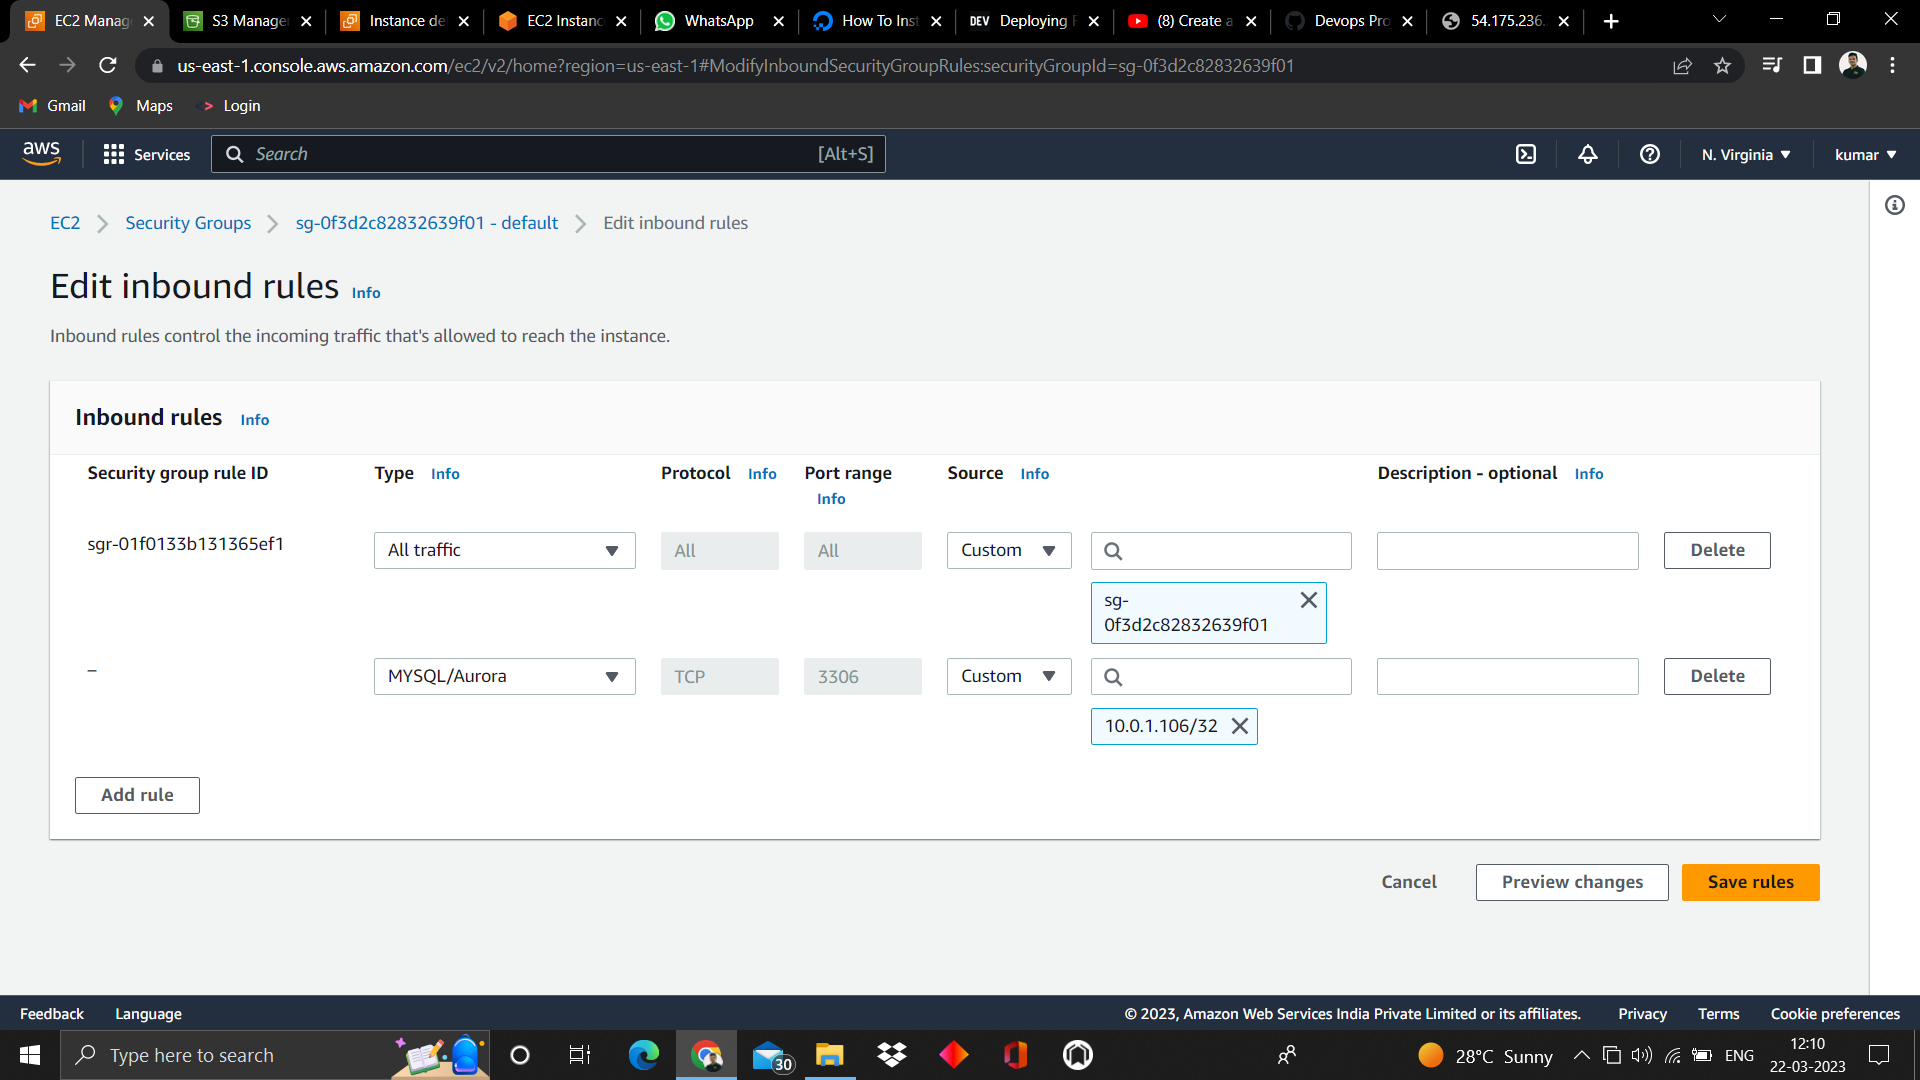 EC2 Manag
S3 Manage
Instance de
EC2 Instanc
WhatsApp
How To Inst
DEV Deploying F
(8) Create a
Devops Pro
54.175.236.
us-east-1.console.aws.amazon.com/ec2/v2/home?region=us-east-1#ModifyInboundSecurityGroupRules:securityGroupId=sg-0f3d2c82832639f01
Gmail
Maps
Login
aws
Services
Search
[Alt+S]
N. Virginia
kumar
EC2
Security Groups
sg-0f3d2c82832639f01 - default
Edit inbound rules
Edit inbound rules Info
Inbound rules control the incoming traffic that's allowed to reach the instance.
Inbound rules Info
Security group rule ID
Type Info
Protocol Info
Port range
Info
Source Info
Description - optional Info
sgr-01f0133b131365ef1
All traffic
All
All
Custom
Delete
sg-
0f3d2c82832639f01
–
MYSQL/Aurora
TCP
3306
Custom
Delete
10.0.1.106/32
Add rule
Cancel
Preview changes
Save rules
Feedback
Language
© 2023, Amazon Web Services India Private Limited or its affiliates.
Privacy
Terms
Cookie preferences
Type here to search
30
28°C Sunny
ENG
12:10
22-03-2023